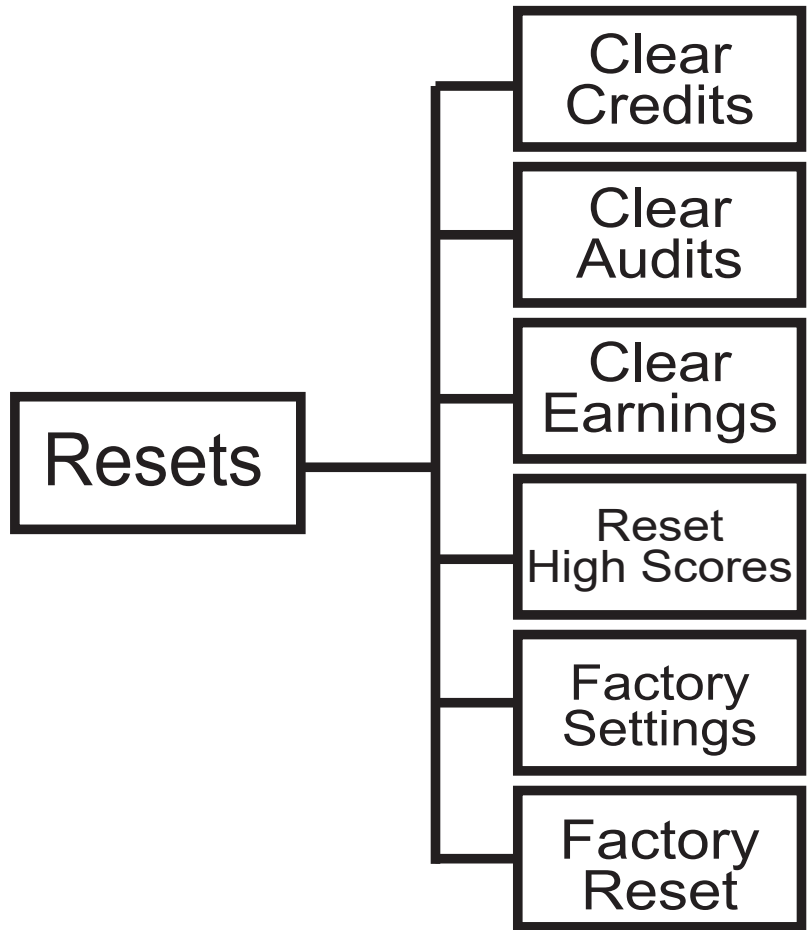 Resets
Clear
Credits
Clear
Audits
Clear
Earnings
Reset
High Scores
Factory
Settings
Factory
Reset